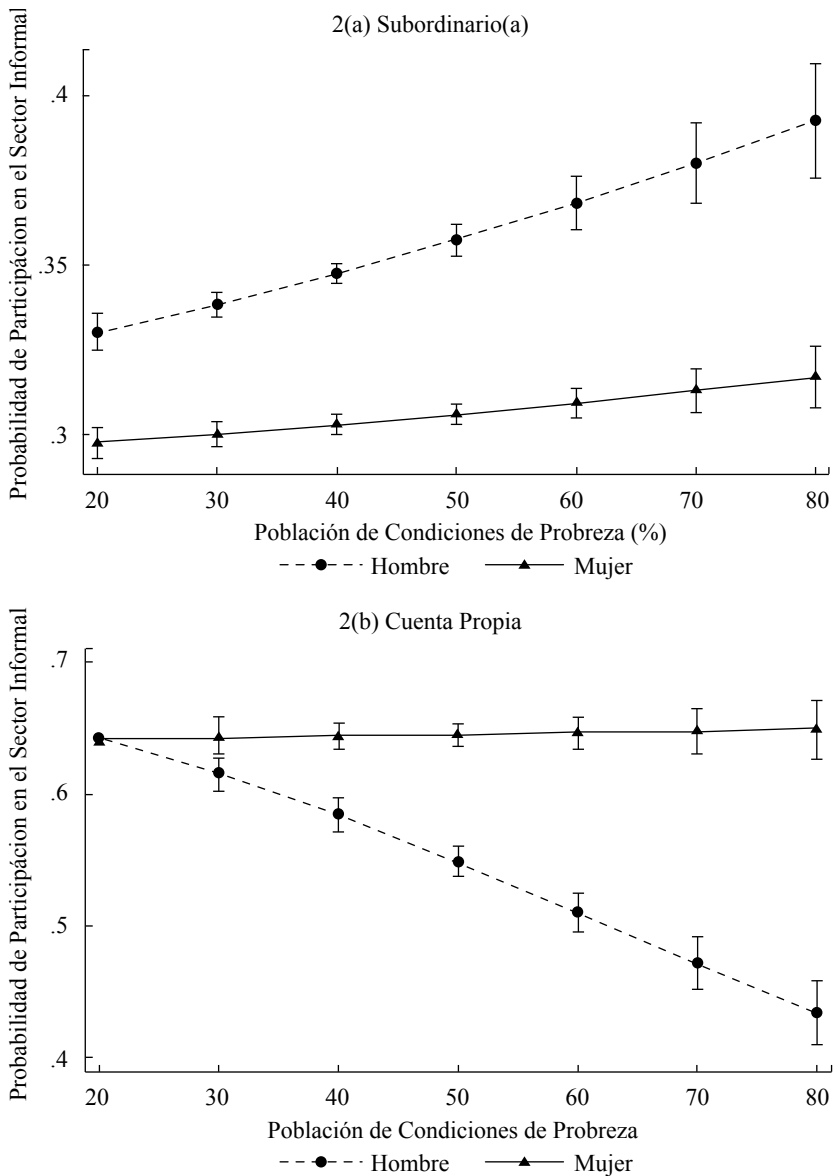 2(a) Subordinario(a)
Probabilidad de Participácion en el Sector Informal
.4
.35
.3
20 30 40 50 60 70 80
Población de Condiciones de Probreza (%)
Hombre Mujer
2(b) Cuenta Propia
Probabilidad de Participácion en el Sector Informal
.7
.6
.5
.4
20 30 40 50 60 70 80
Población de Condiciones de Probreza
Hombre Mujer